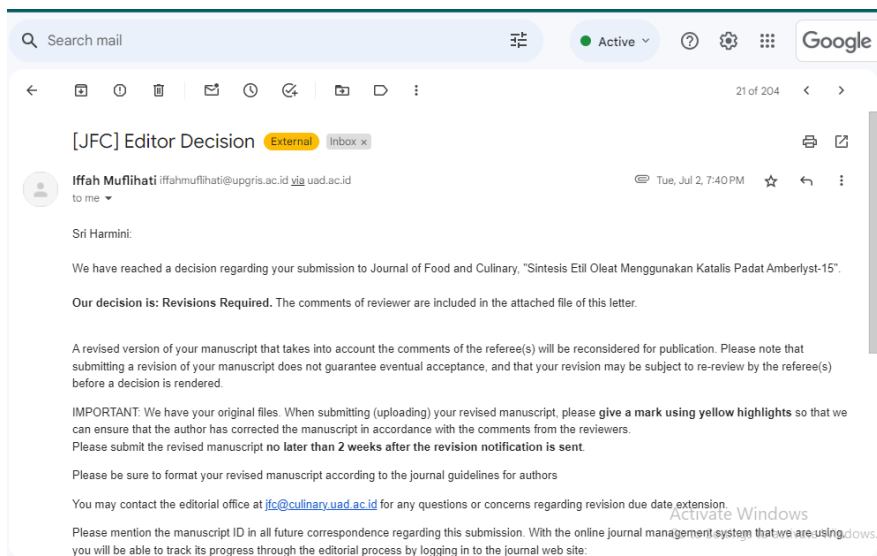 Search mail
Active
Google
21 of 204
[JFC] Editor Decision External Inbox x
Iffah Muflihati iffahmuflihati@upgris.ac.id via uad.ac.id
Tue, Jul 2, 7:40 PM
to me
Sri Harmini:
We have reached a decision regarding your submission to Journal of Food and Culinary, "Sintesis Etil Oleat Menggunakan Katalis Padat Amberlyst-15".
Our decision is: Revisions Required. The comments of reviewer are included in the attached file of this letter.
A revised version of your manuscript that takes into account the comments of the referee(s) will be reconsidered for publication. Please note that
submitting a revision of your manuscript does not guarantee eventual acceptance, and that your revision may be subject to re-review by the referee(s)
before a decision is rendered.
IMPORTANT: We have your original files. When submitting (uploading) your revised manuscript, please give a mark using yellow highlights so that we
can ensure that the author has corrected the manuscript in accordance with the comments from the reviewers.
Please submit the revised manuscript no later than 2 weeks after the revision notification is sent.
Please be sure to format your revised manuscript according to the journal guidelines for authors
You may contact the editorial office at jfc@culinary.uad.ac.id for any questions or concerns regarding revision due date extension.
Activate Windows
Please mention the manuscript ID in all future correspondence regarding this submission. With the online journal management system that we are using,
you will be able to track its progress through the editorial process by logging in to the journal web site: